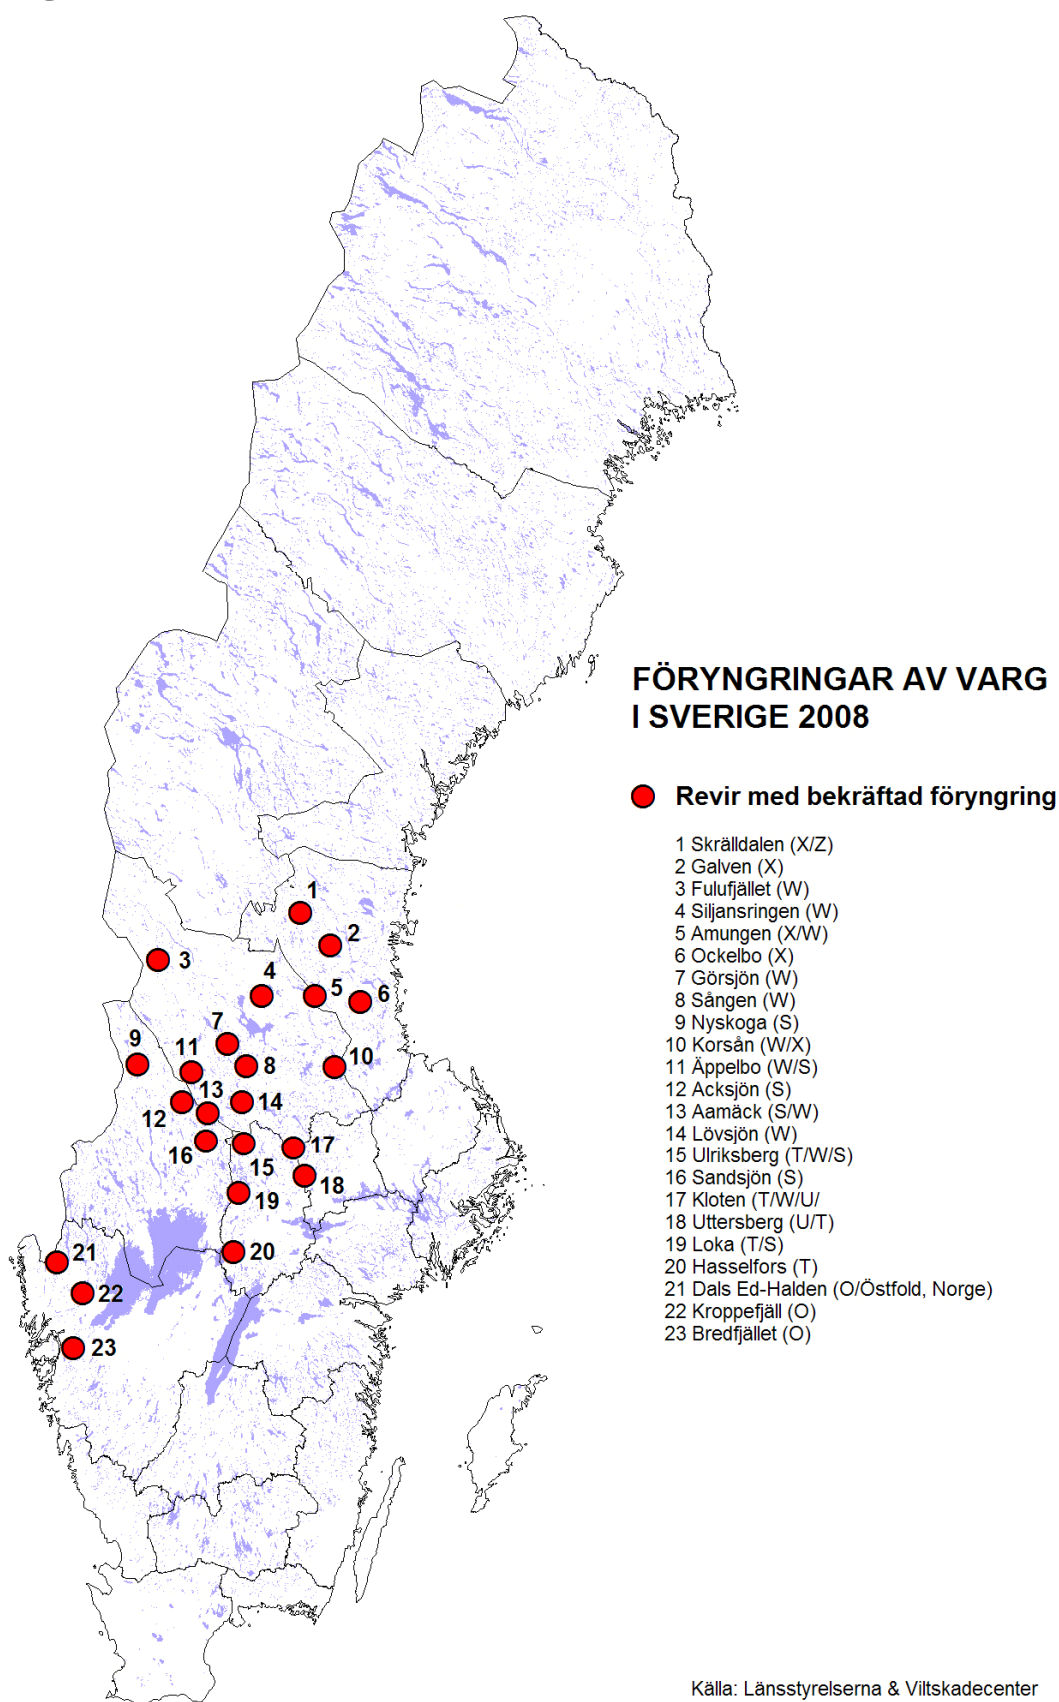 FÖRYNGRINGAR AV VARG
I SVERIGE 2008
Revir med bekräftad föryngring
1 Skrälldalen (X/Z)
2 Galven (X)
3 Fulufjället (W)
4 Siljansringen (W)
5 Amungen (X/W)
6 Ockelbo (X)
7 Görsjön (W)
8 Sången (W)
9 Nyskoga (S)
10 Korsån (W/X)
11 Äppelbo (W/S)
12 Acksjön (S)
13 Aamäck (S/W)
14 Lövsjön (W)
15 Ulriksberg (T/W/S)
16 Sandsjön (S)
17 Kloten (T/W/U/
18 Uttersberg (U/T)
19 Loka (T/S)
20 Hasselfors (T)
21 Dals Ed-Halden (O/Östfold, Norge)
22 Kroppefjäll (O)
23 Bredfjället (O)
1
2
3
4
5
6
7
8
9
10
11
12
13
14
15
16
17
18
19
20
21
22
23
Källa: Länsstyrelserna & Viltskadecenter